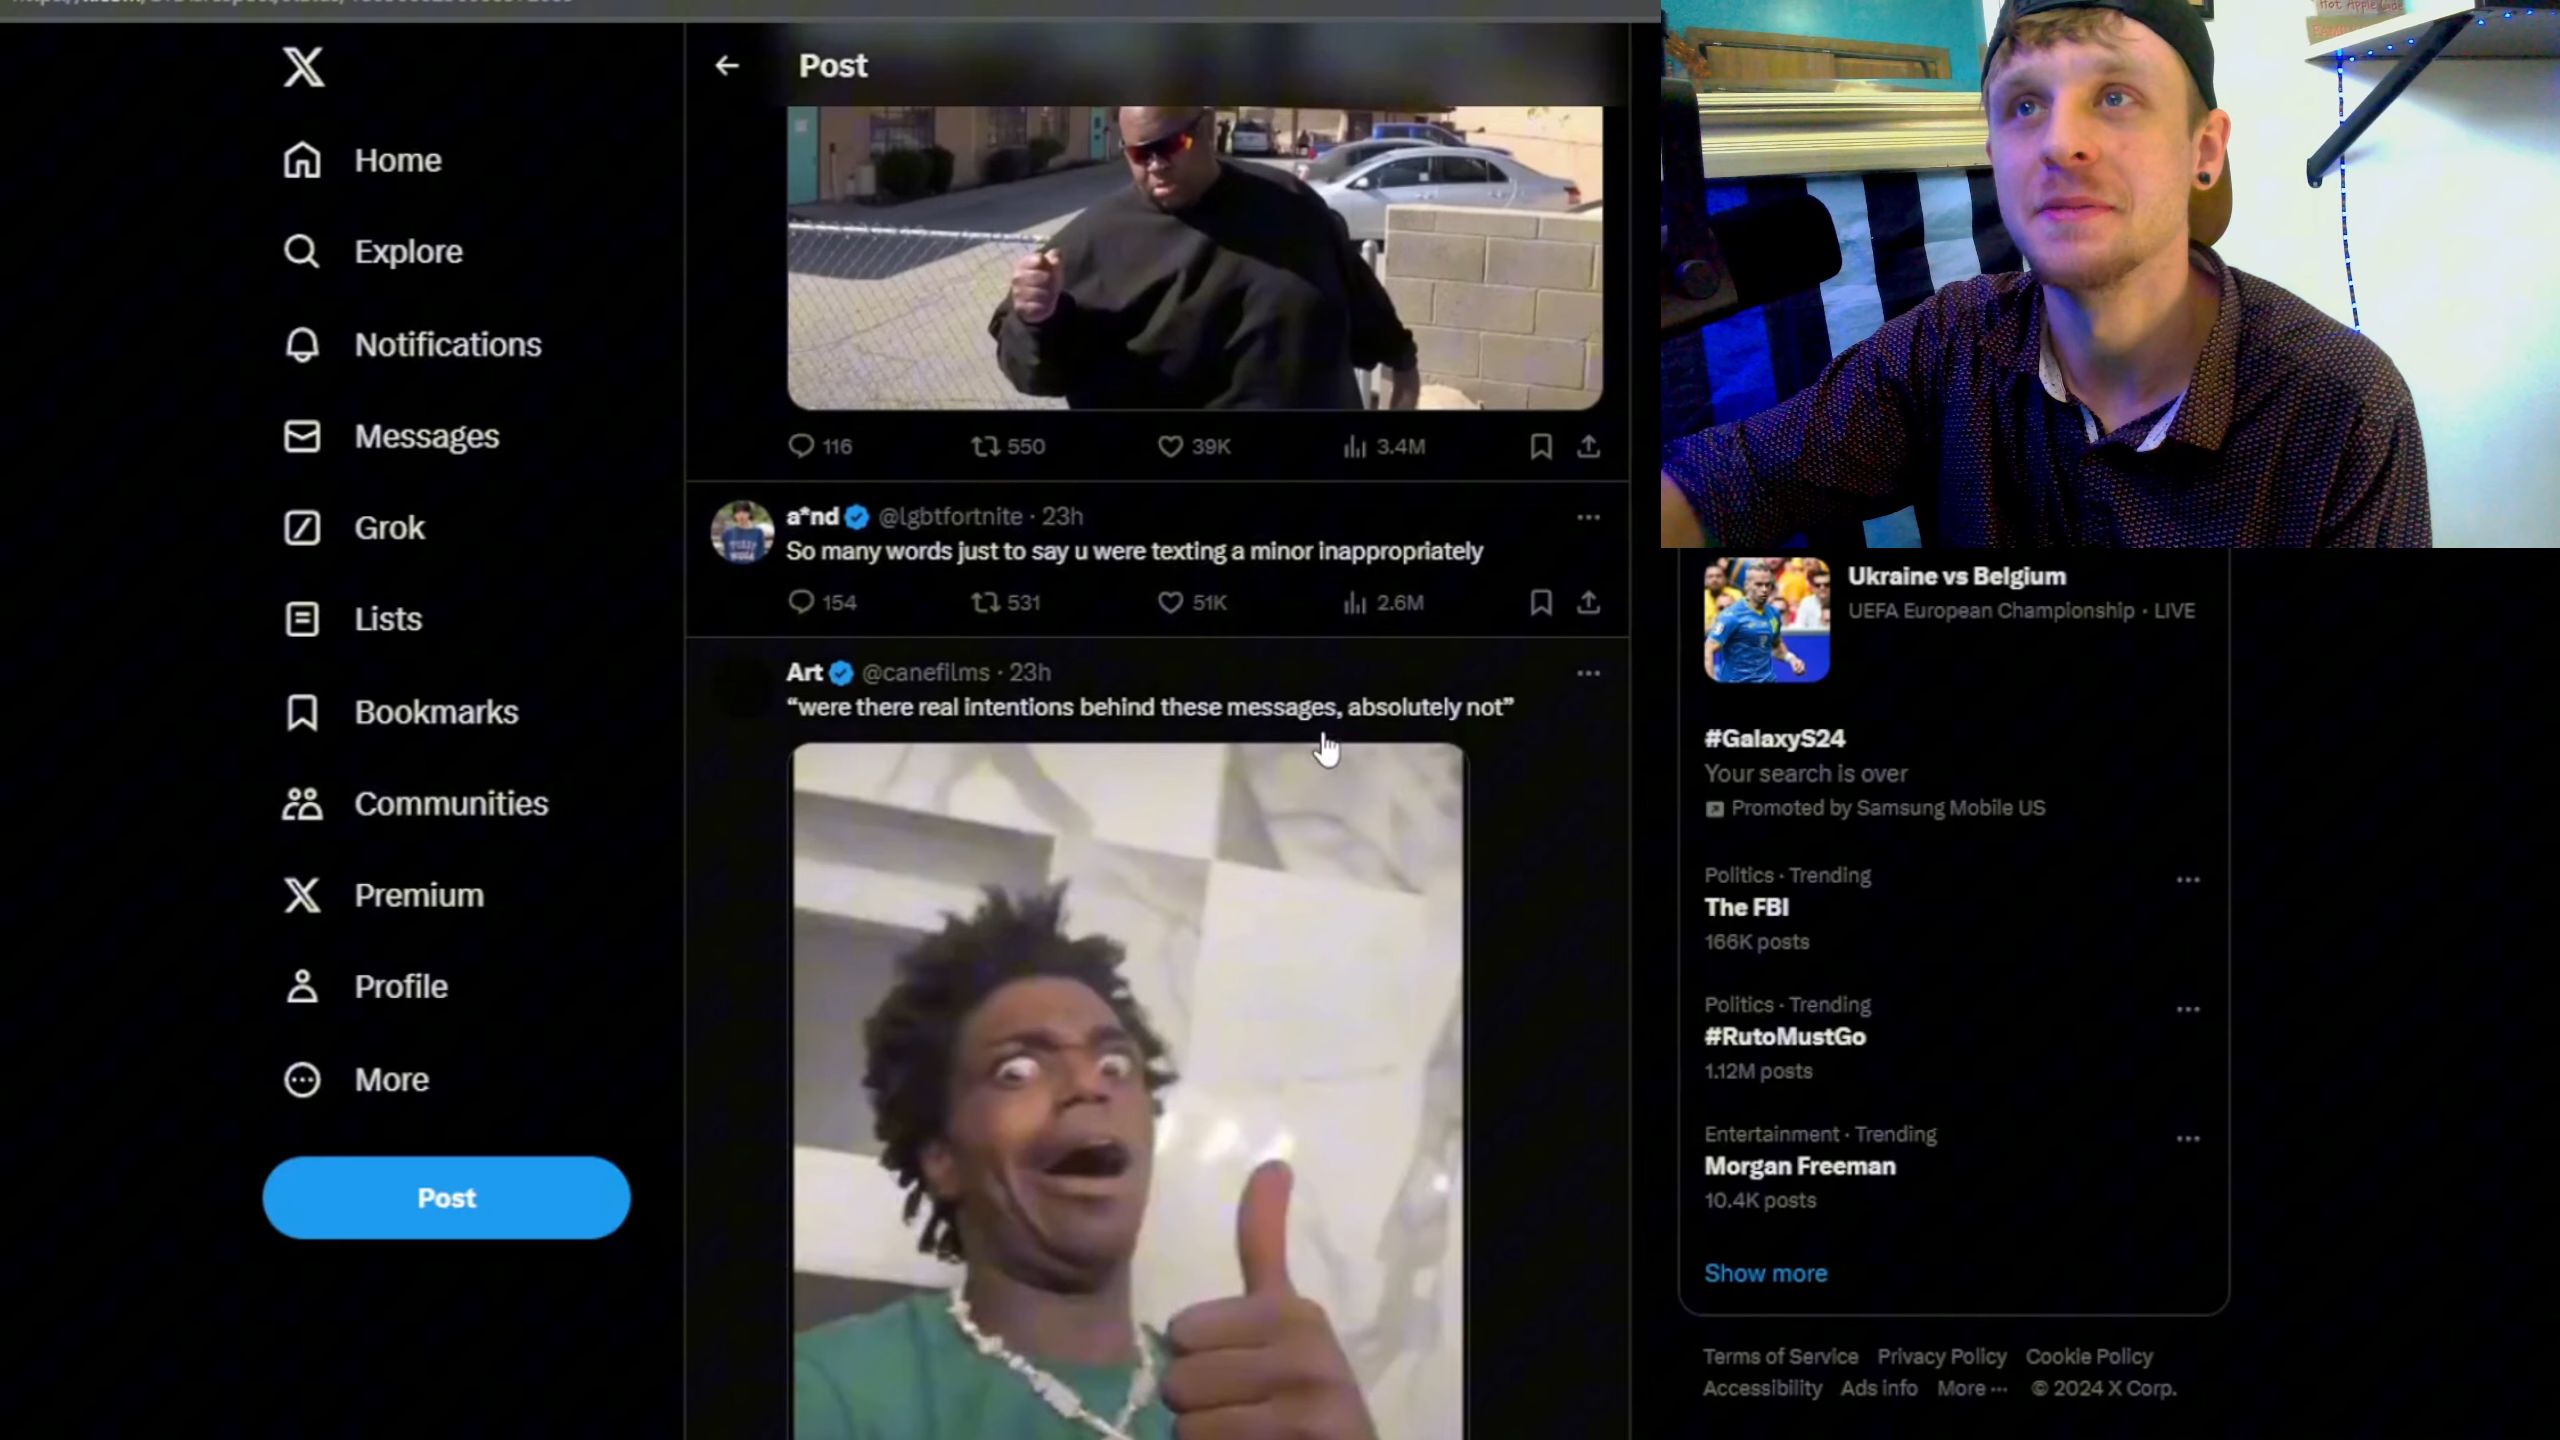 Home
Explore
Notifications
Messages
Grok
Lists
Bookmarks
Communities
Premium
Profile
More
Post
Post
116 550 39K 3.4M
a*nd @lgbtfortnite · 23h
So many words just to say u were texting a minor inappropriately
154 531 51K 2.6M
Art @canefilms · 23h
“were there real intentions behind these messages, absolutely not”
Hot Apple Cide
Ukraine vs Belgium
UEFA European Championship · LIVE
#GalaxyS24
Your search is over
Promoted by Samsung Mobile US
Politics · Trending
The FBI
166K posts
Politics · Trending
#RutoMustGo
1.12M posts
Entertainment · Trending
Morgan Freeman
10.4K posts
Show more
Terms of Service Privacy Policy Cookie Policy
Accessibility Ads info More ··· © 2024 X Corp.